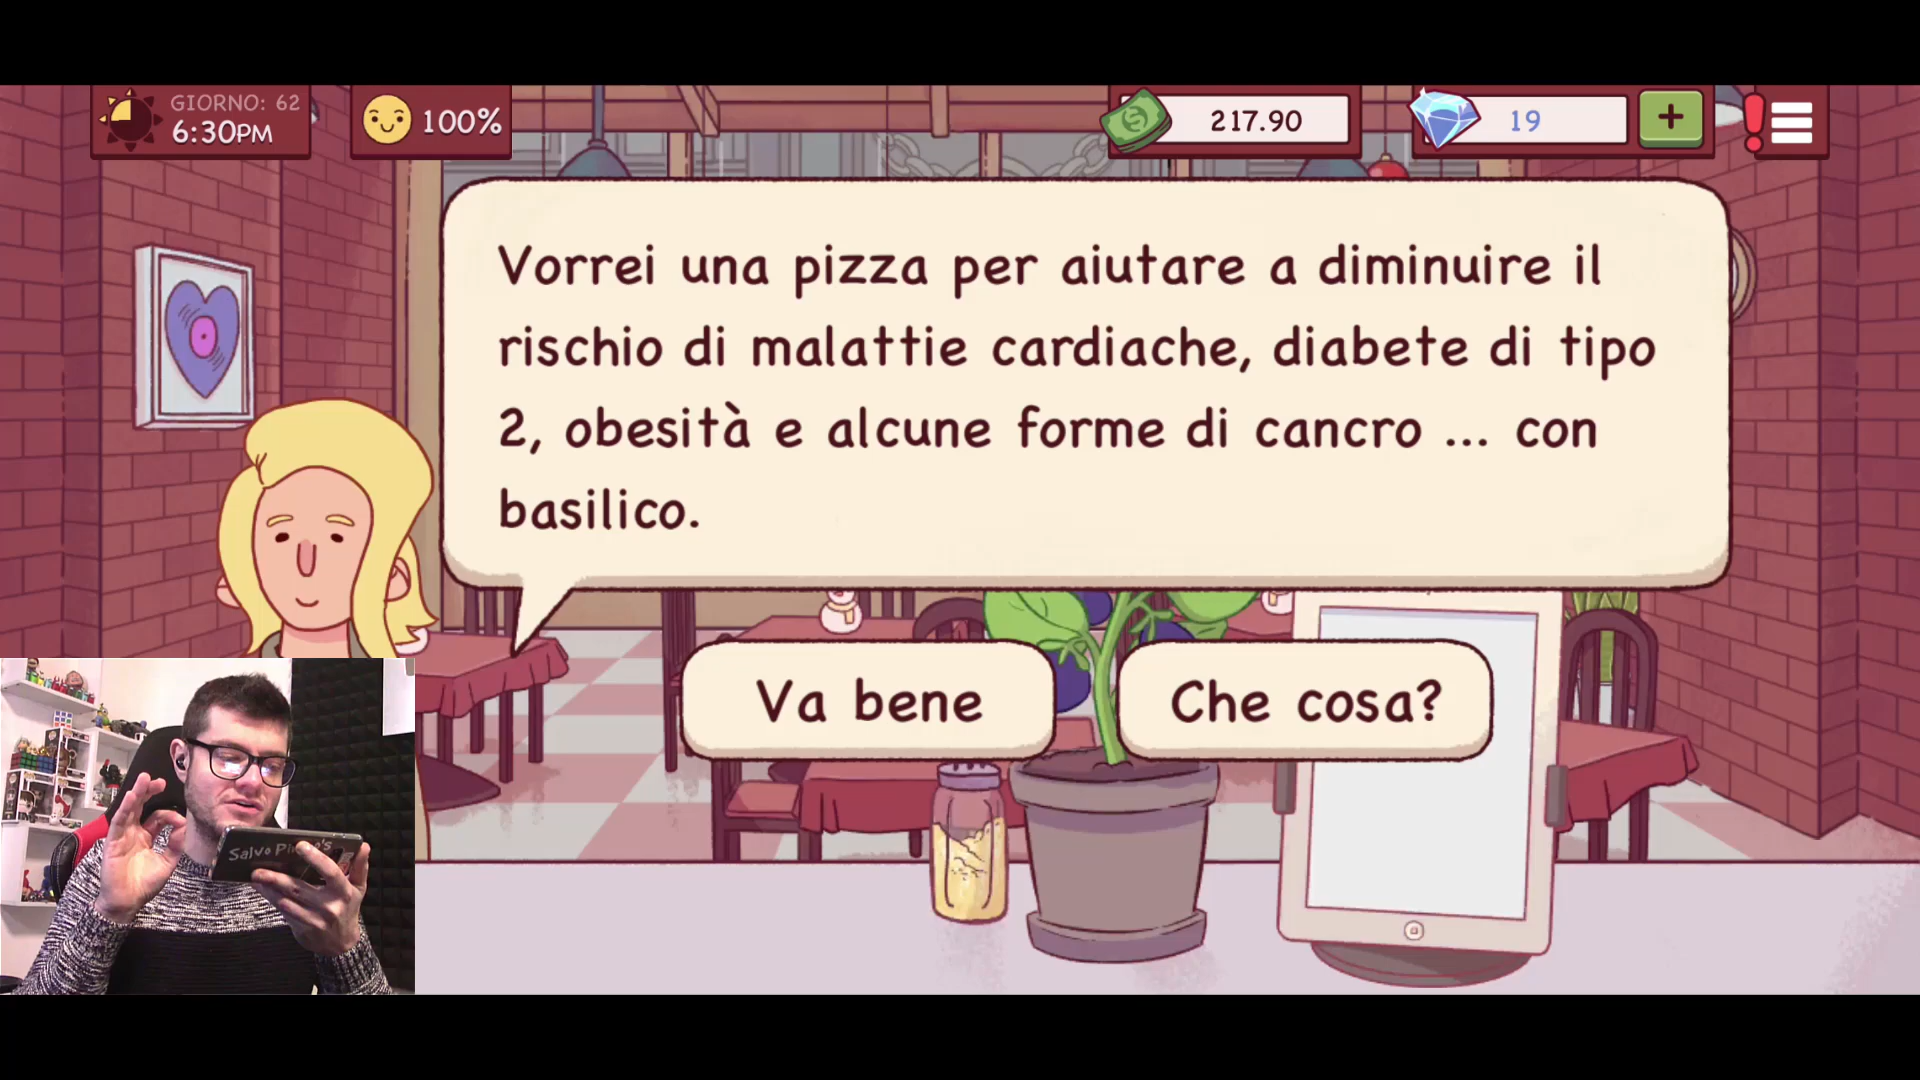 GIORNO: 62
6:30PM
100%
217.90
19
+
Vorrei una pizza per aiutare a diminuire il
rischio di malattie cardiache, diabete di tipo
2, obesità e alcune forme di cancro ... con
basilico.
Va bene
Che cosa?
Salvo